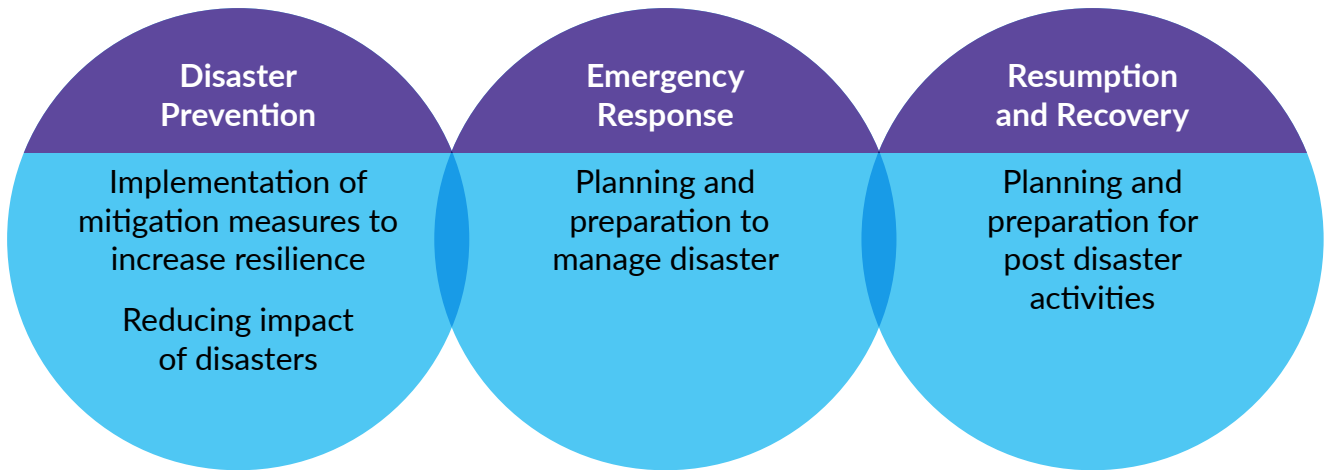 Disaster
Prevention
Implementation of
mitigation measures to
increase resilience
Reducing impact
of disasters
Emergency
Response
Planning and
preparation to
manage disaster
Resumption
and Recovery
Planning and
preparation for
post disaster
activities